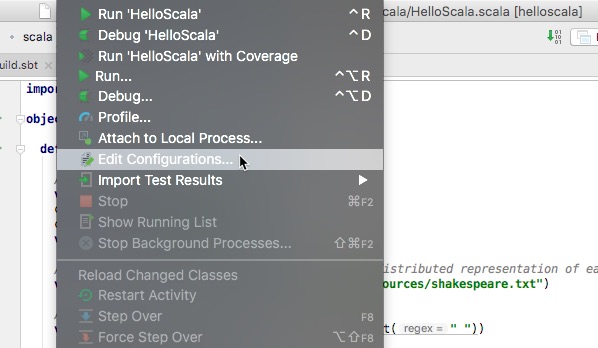 Run 'HelloScala' ^R
cala/HelloScala.scala [helloscala]
Debug 'HelloScala' ^D
scala
Run 'HelloScala' with Coverage
uild.sbt
Run... ^⌥R
impor
Debug... ^⌥D
Profile...
obje
Attach to Local Process...
de
Edit Configurations...
Import Test Results
Stop ⌘F2
Show Running List
Stop Background Processes... ⇧⌘F2
Reload Changed Classes
istributed representation of ea
Restart Activity
ources/shakespeare.txt")
Step Over F8
Force Step Over ⌥⇧F8
t( regex = " "))